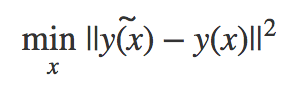 min ||y(x)̃ − y(x)||²
x